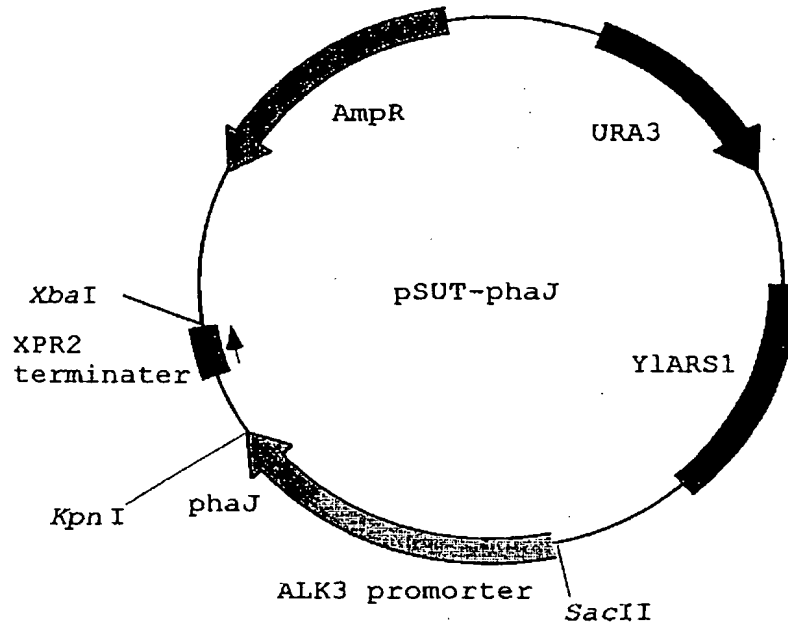 AmpR
URA3
XbaI
pSUT-phaJ
XPR2
terminater
YlARS1
KpnI
phaJ
ALK3 promorter
SacII